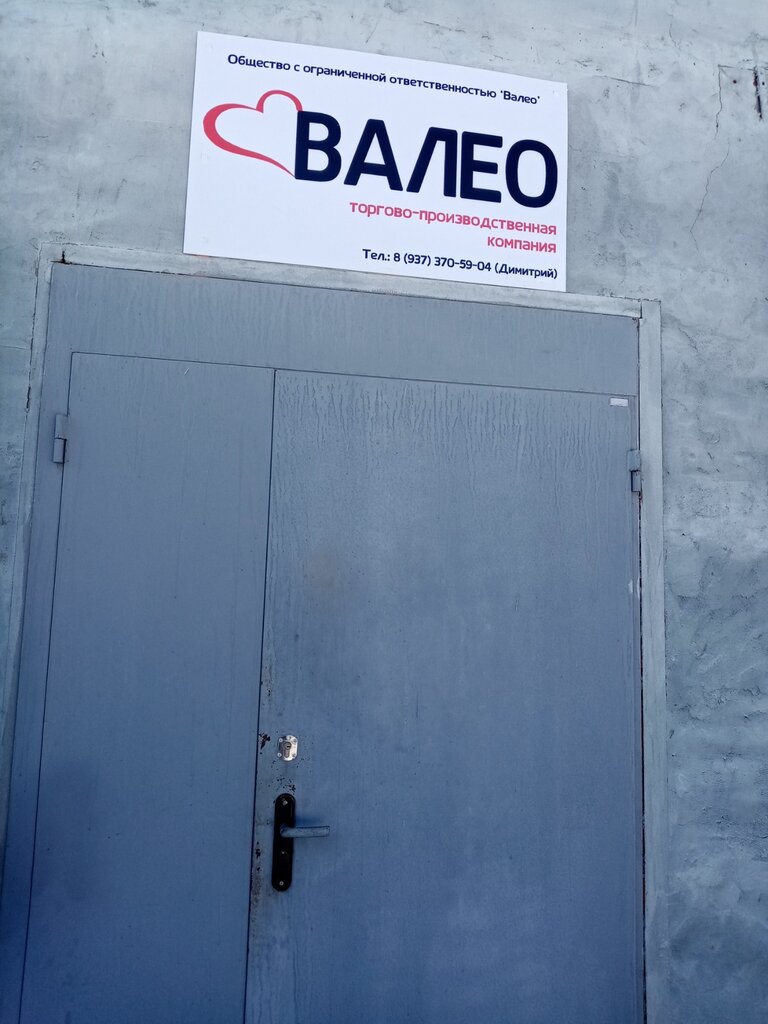 Общество с ограниченной ответственностью "Валео"
ВАЛЕО
торгово-производственная
компания
Тел.: 8 (937) 370-59-04 (Димитрий)